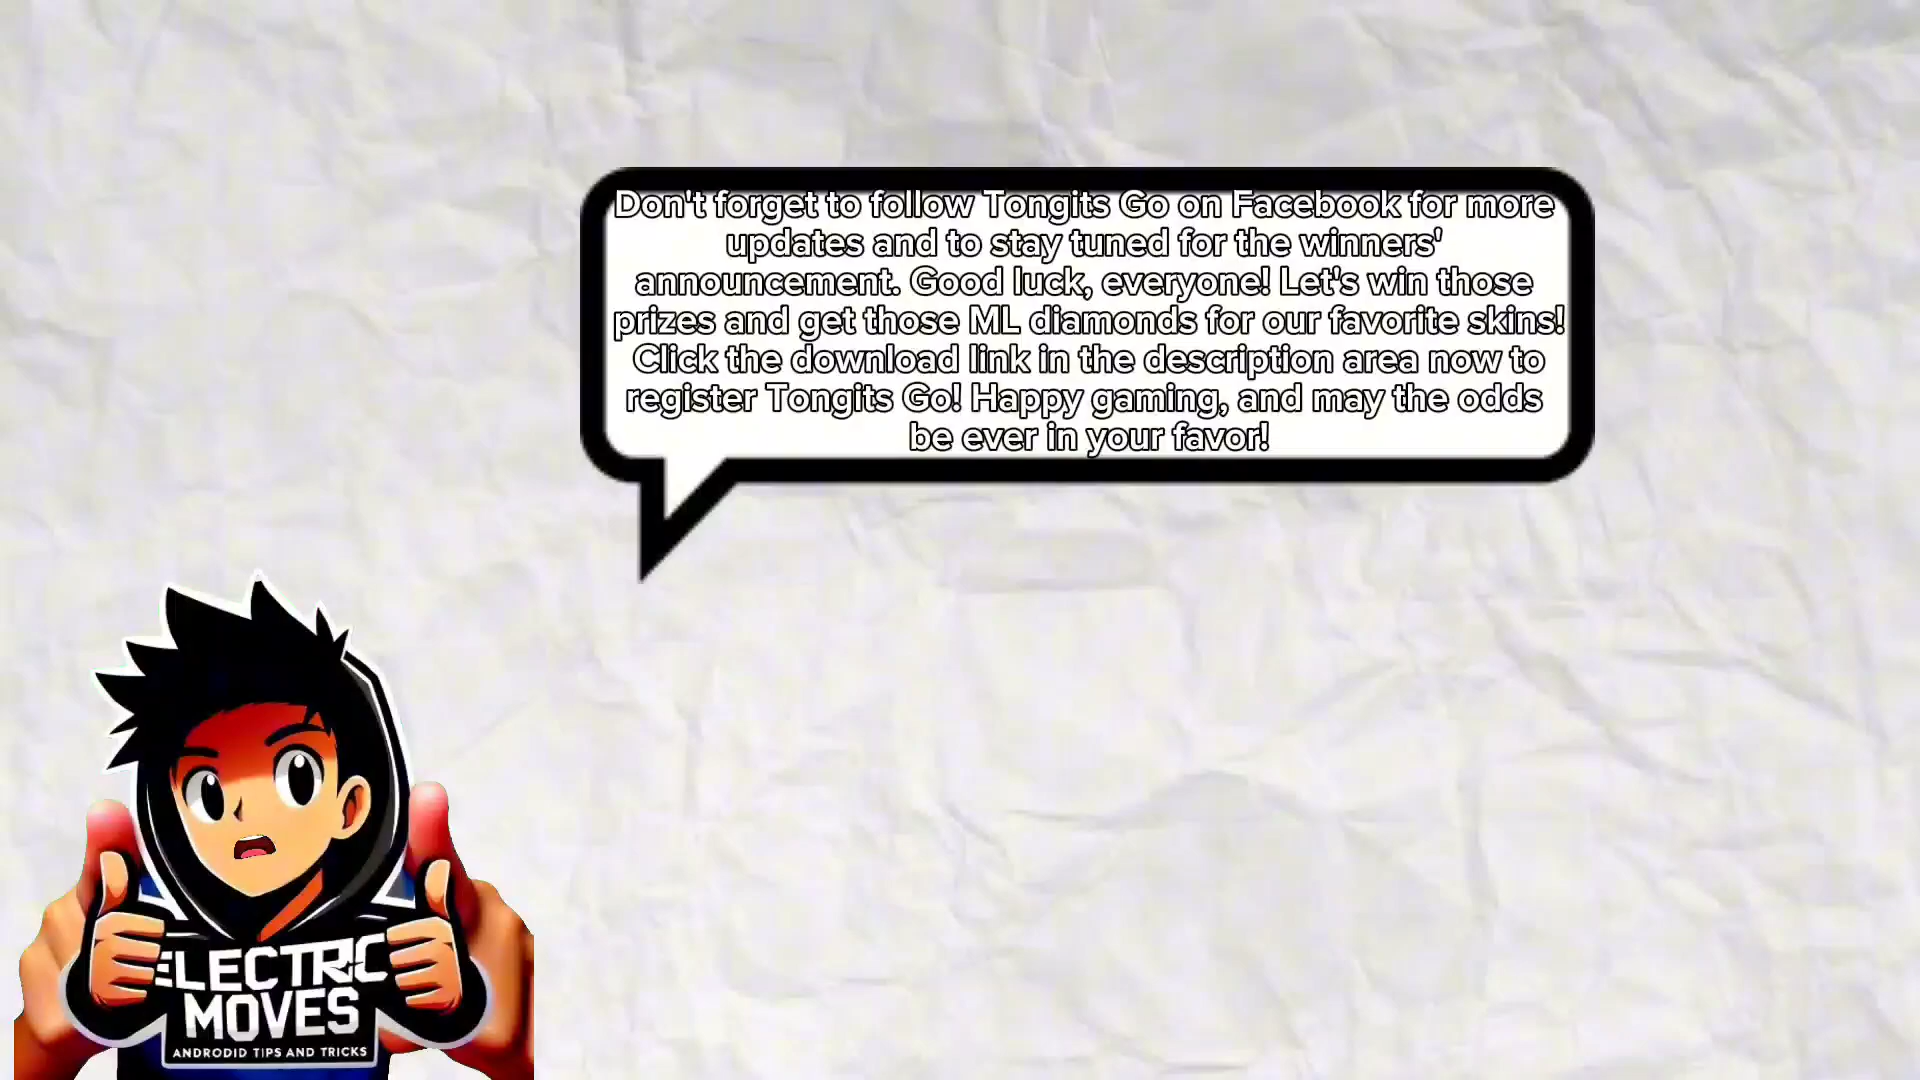 Don't forget to follow Tongits Go on Facebook for more
updates and to stay tuned for the winners'
announcement. Good luck, everyone! Let's win those
prizes and get those ML diamonds for our favorite skins!
Click the download link in the description area now to
register Tongits Go! Happy gaming, and may the odds
be ever in your favor!
ELECTRIC
MOVES
ANDRODID TIPS AND TRICKS